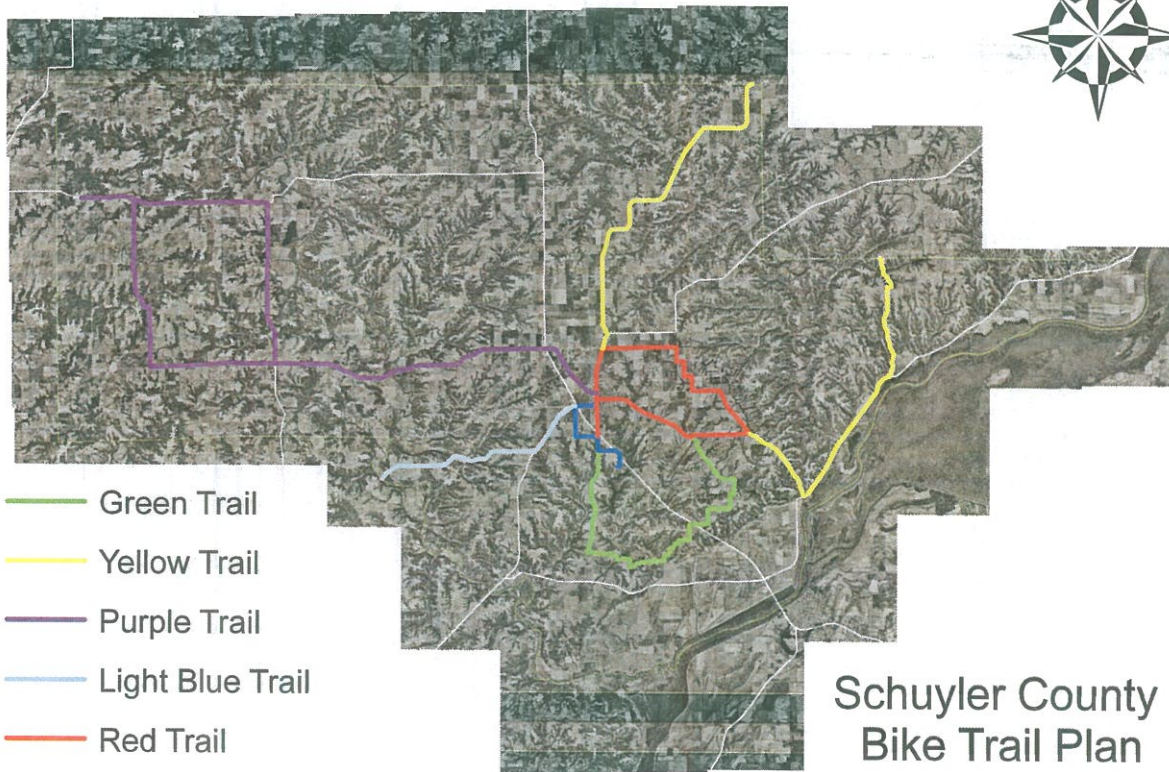 Green Trail
Yellow Trail
Purple Trail
Light Blue Trail
Red Trail
Schuyler County
Bike Trail Plan